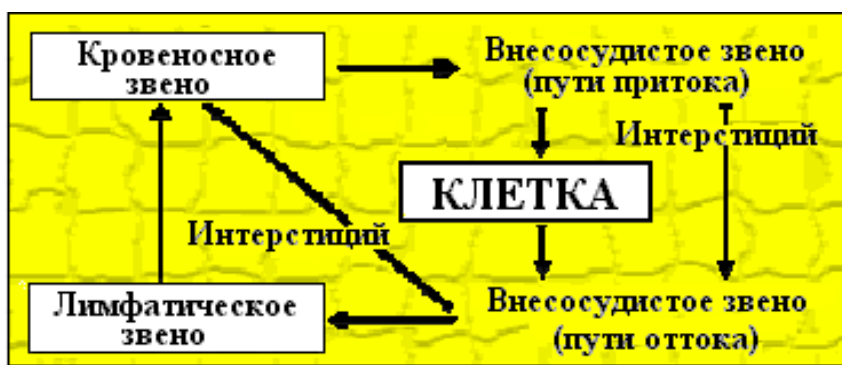 Кровеносное
звено
Внесосудистое звено
(пути притока)
Интерстиций
КЛЕТКА
Интерстиций
Лимфатическое
звено
Внесосудистое звено
(пути оттока)